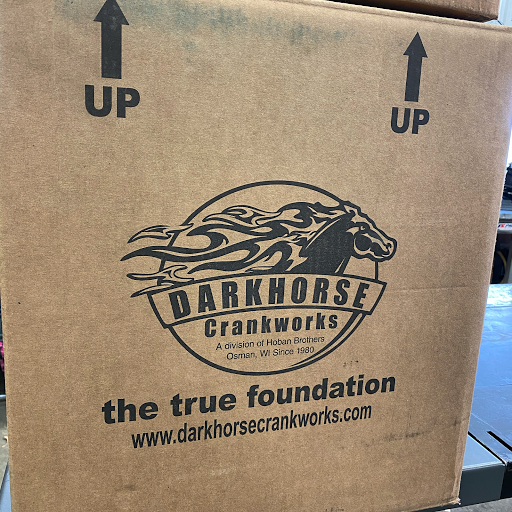 UP
UP
DARKHORSE
Crankworks
A division of Hoban Brothers
Osman, WI Since 1980
the true foundation
www.darkhorsecrankworks.com